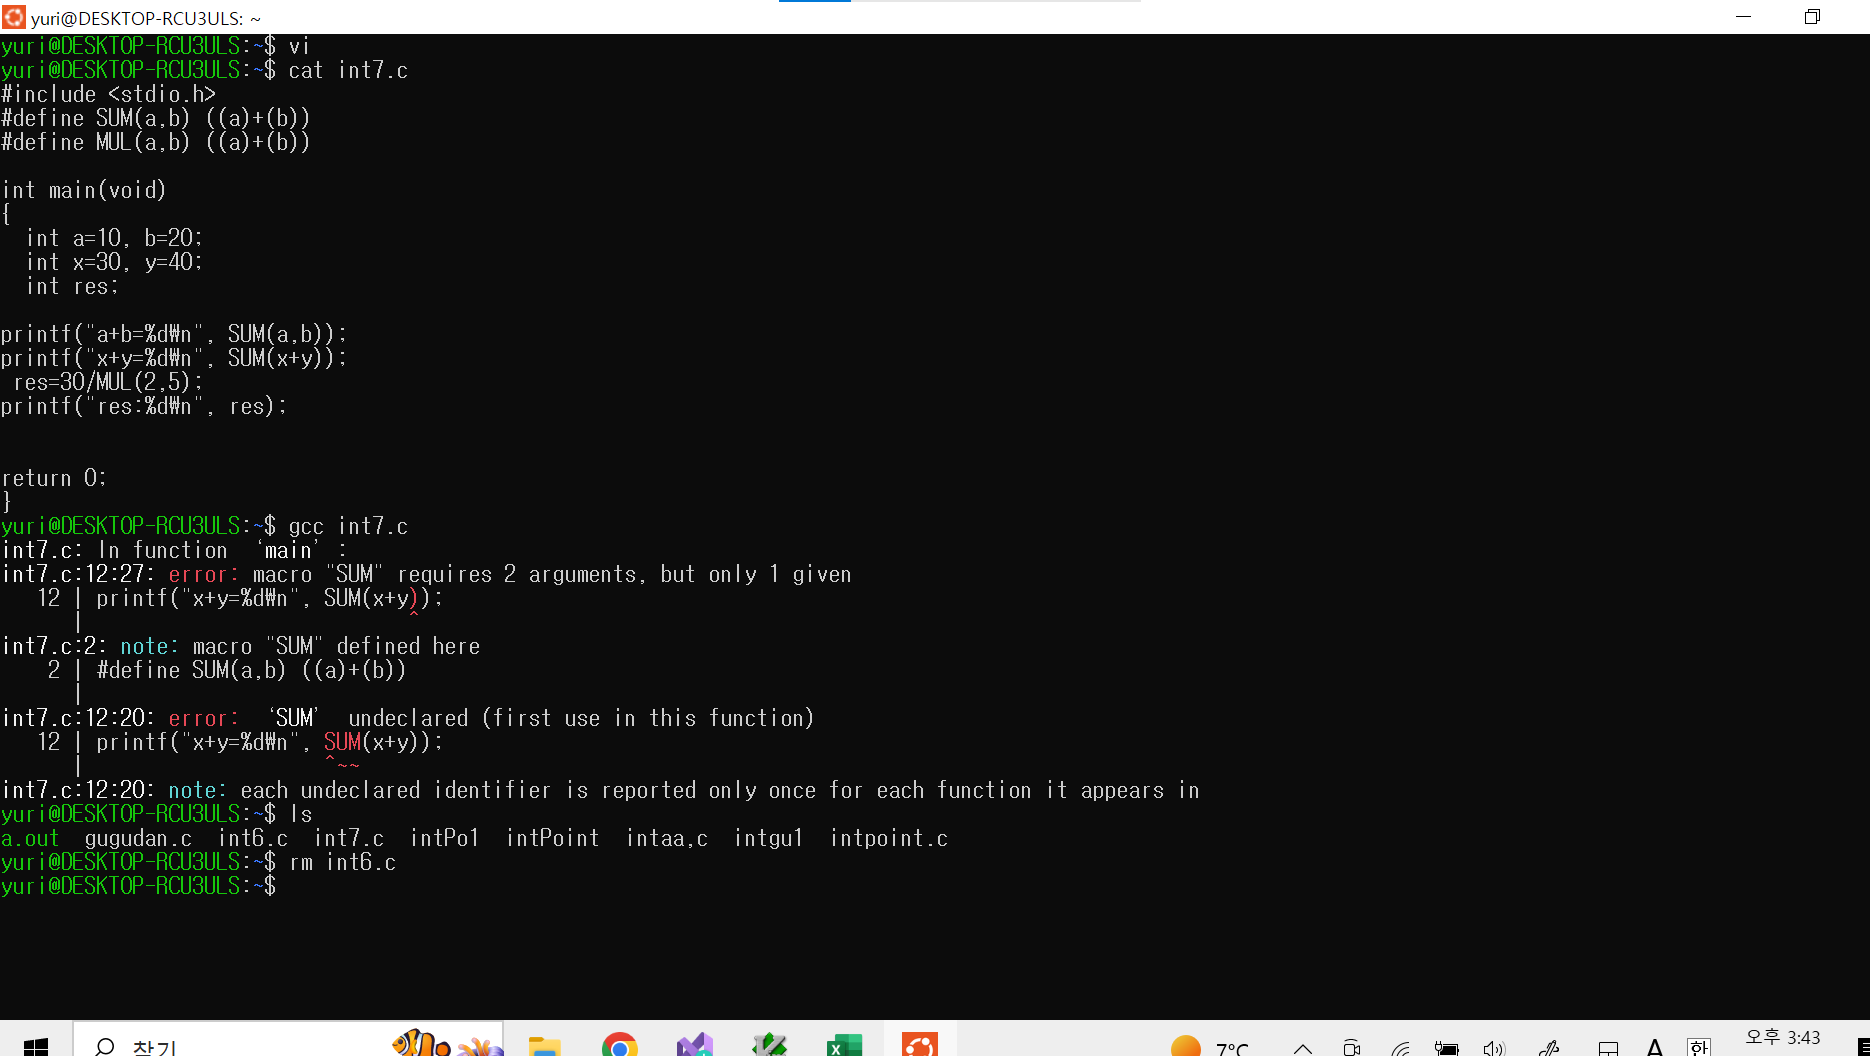 yuri@DESKTOP-RCU3ULS: ~
yuri@DESKTOP-RCU3ULS:~$ vi
yuri@DESKTOP-RCU3ULS:~$ cat int7.c
#include <stdio.h>
#define SUM(a,b) ((a)+(b))
#define MUL(a,b) ((a)+(b))
int main(void)
{
int a=10, b=20;
int x=30, y=40;
int res;
printf("a+b=%d₩n", SUM(a,b));
printf("x+y=%d₩n", SUM(x+y));
res=30/MUL(2,5);
printf("res:%d₩n", res);
return 0;
}
yuri@DESKTOP-RCU3ULS:~$ gcc int7.c
int7.c: In function ‘main’:
int7.c:12:27: error: macro "SUM" requires 2 arguments, but only 1 given
12 | printf("x+y=%d₩n", SUM(x+y));
| ^
int7.c:2: note: macro "SUM" defined here
2 | #define SUM(a,b) ((a)+(b))
|
int7.c:12:20: error: ‘SUM’ undeclared (first use in this function)
12 | printf("x+y=%d₩n", SUM(x+y));
| ^~~
int7.c:12:20: note: each undeclared identifier is reported only once for each function it appears in
yuri@DESKTOP-RCU3ULS:~$ ls
a.out gugudan.c int6.c int7.c intPo1 intPoint intaa,c intgu1 intpoint.c
yuri@DESKTOP-RCU3ULS:~$ rm int6.c
yuri@DESKTOP-RCU3ULS:~$
찾기
7°C
A
한
오후 3:43